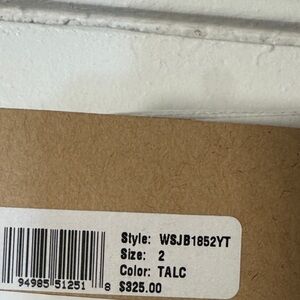 Style: WSJB1852YT
Size: 2
Color: TALC
$325.00
94985 51251 8